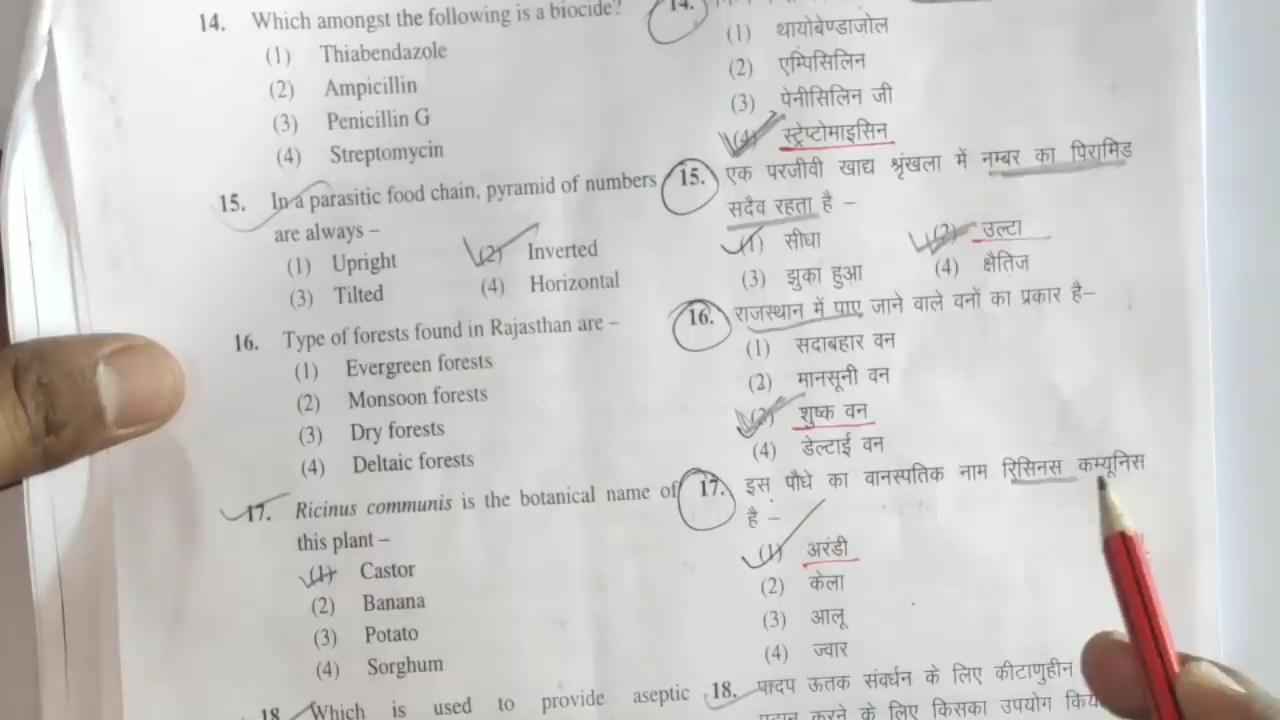 14. Which amongst the following is a biocide?
(1) Thiabendazole
(2) Ampicillin
(3) Penicillin G
(4) Streptomycin
15. In a parasitic food chain, pyramid of numbers
are always –
(1) Upright (2) Inverted
(3) Tilted (4) Horizontal
16. Type of forests found in Rajasthan are –
(1) Evergreen forests
(2) Monsoon forests
(3) Dry forests
(4) Deltaic forests
17. Ricinus communis is the botanical name of
this plant –
(1) Castor
(2) Banana
(3) Potato
(4) Sorghum
18. Which is used to provide aseptic
14.
(1) थायोबेण्डाजोल
(2) एम्पिसिलिन
(3) पेनीसिलिन जी
(4) स्ट्रेप्टोमाइसिन
15. एक परजीवी खाद्य श्रृंखला में नम्बर का पिरामिड
सदैव रहता है –
(1) सीधा (2) उल्टा
(3) झुका हुआ (4) क्षैतिज
16. राजस्थान में पाए जाने वाले वनों का प्रकार है–
(1) सदाबहार वन
(2) मानसूनी वन
(3) शुष्क वन
(4) डेल्टाई वन
17. इस पौधे का वानस्पतिक नाम रिसिनस कम्यूनिस
है –
(1) अरंडी
(2) केला
(3) आलू
(4) ज्वार
18. पादप ऊतक संवर्धन के लिए कीटाणुहीन
प्रदान करने के लिए किसका उपयोग